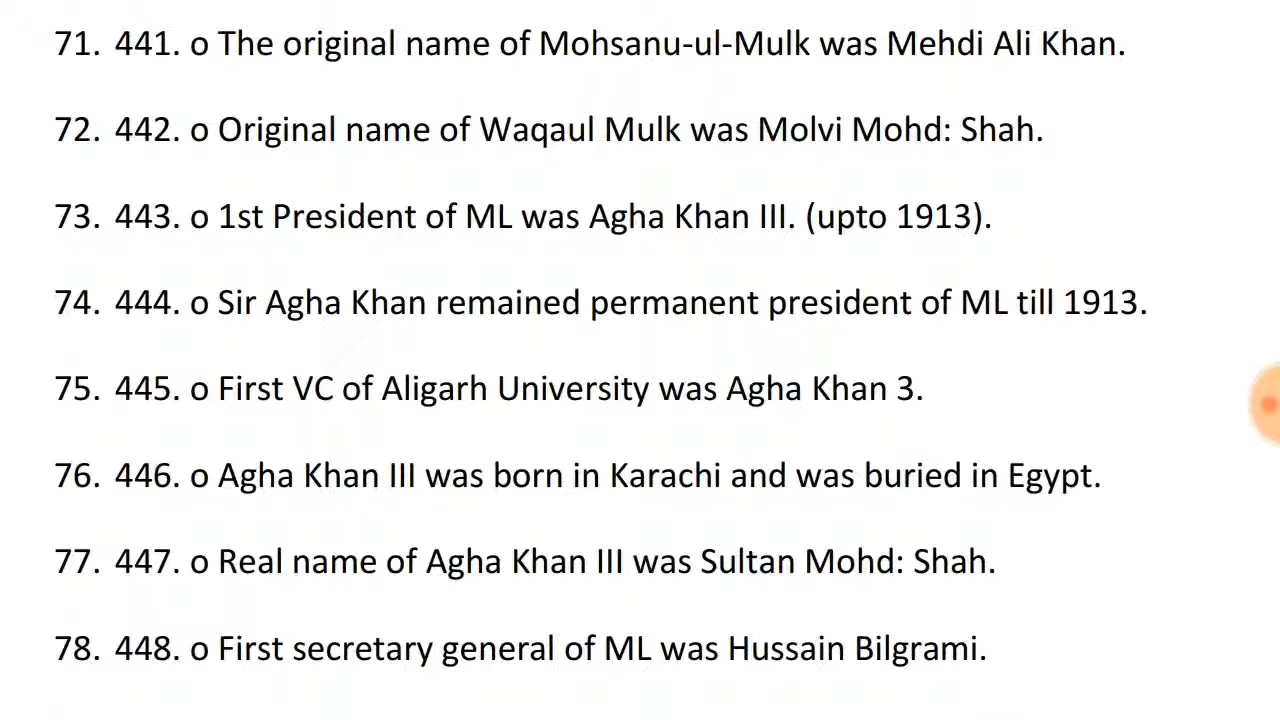 71. 441. o The original name of Mohsanu-ul-Mulk was Mehdi Ali Khan.
72. 442. o Original name of Waqaul Mulk was Molvi Mohd: Shah.
73. 443. o 1st President of ML was Agha Khan III. (upto 1913).
74. 444. o Sir Agha Khan remained permanent president of ML till 1913.
75. 445. o First VC of Aligarh University was Agha Khan 3.
76. 446. o Agha Khan III was born in Karachi and was buried in Egypt.
77. 447. o Real name of Agha Khan III was Sultan Mohd: Shah.
78. 448. o First secretary general of ML was Hussain Bilgrami.